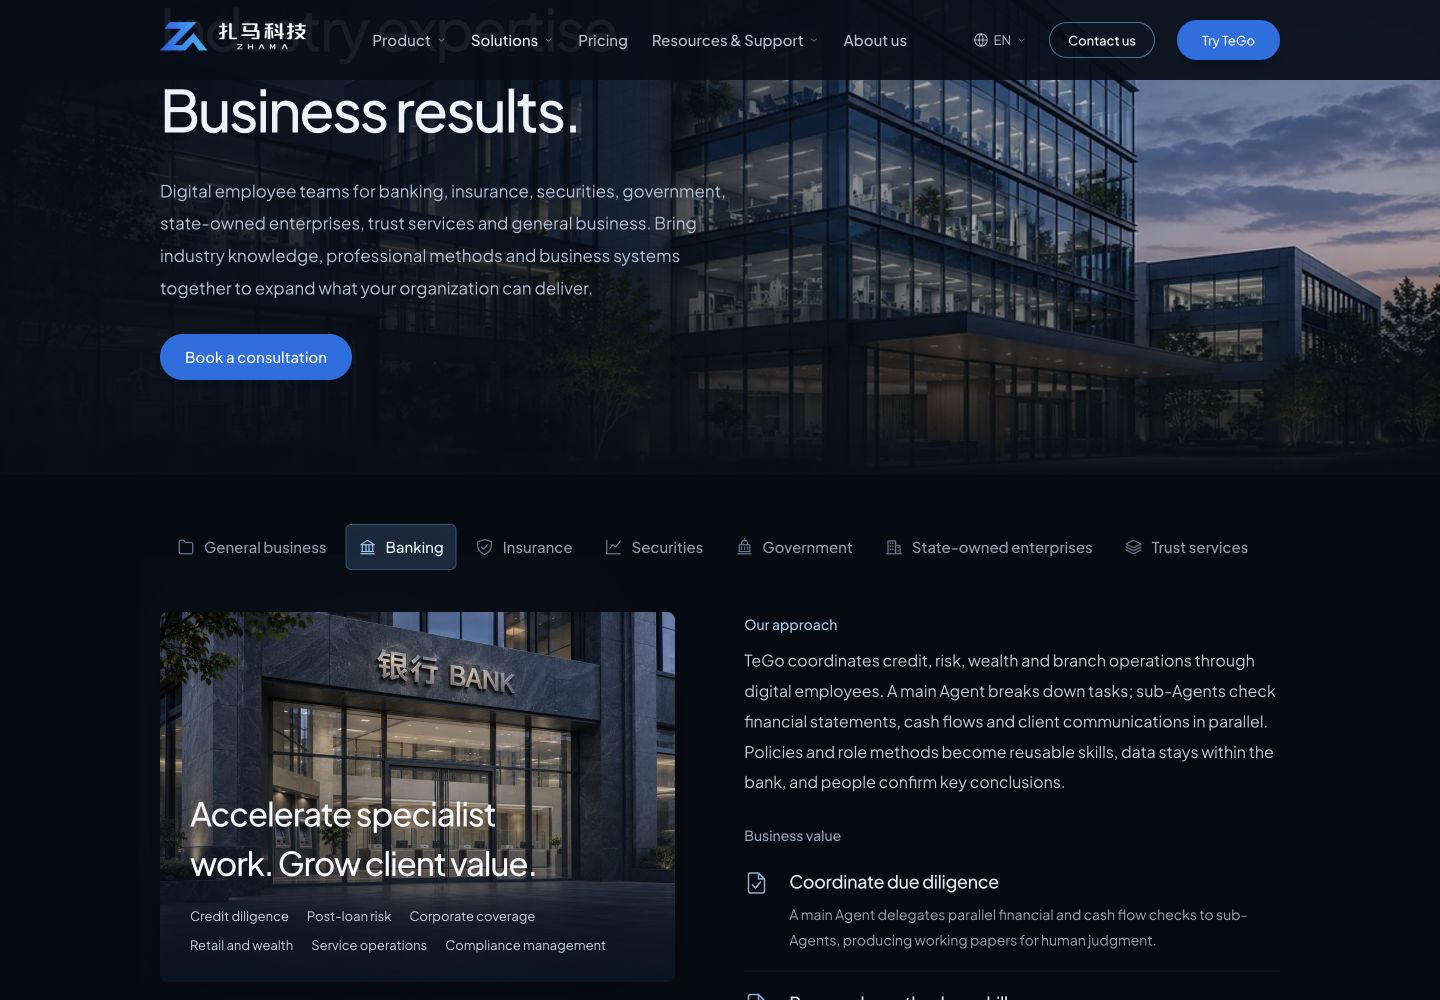 Industry expertise
扎马科技
ZHAMA
Product
Solutions
Pricing
Resources & Support
About us
EN
Contact us
Try TeGo
Business results.
Digital employee teams for banking, insurance, securities, government,
state-owned enterprises, trust services and general business. Bring
industry knowledge, professional methods and business systems
together to expand what your organization can deliver.
Book a consultation
General business
Banking
Insurance
Securities
Government
State-owned enterprises
Trust services
银行 BANK
Accelerate specialist
work. Grow client value.
Credit diligence
Post-loan risk
Corporate coverage
Retail and wealth
Service operations
Compliance management
Our approach
TeGo coordinates credit, risk, wealth and branch operations through
digital employees. A main Agent breaks down tasks; sub-Agents check
financial statements, cash flows and client communications in parallel.
Policies and role methods become reusable skills, data stays within the
bank, and people confirm key conclusions.
Business value
Coordinate due diligence
A main Agent delegates parallel financial and cash flow checks to sub-
Agents, producing working papers for human judgment.